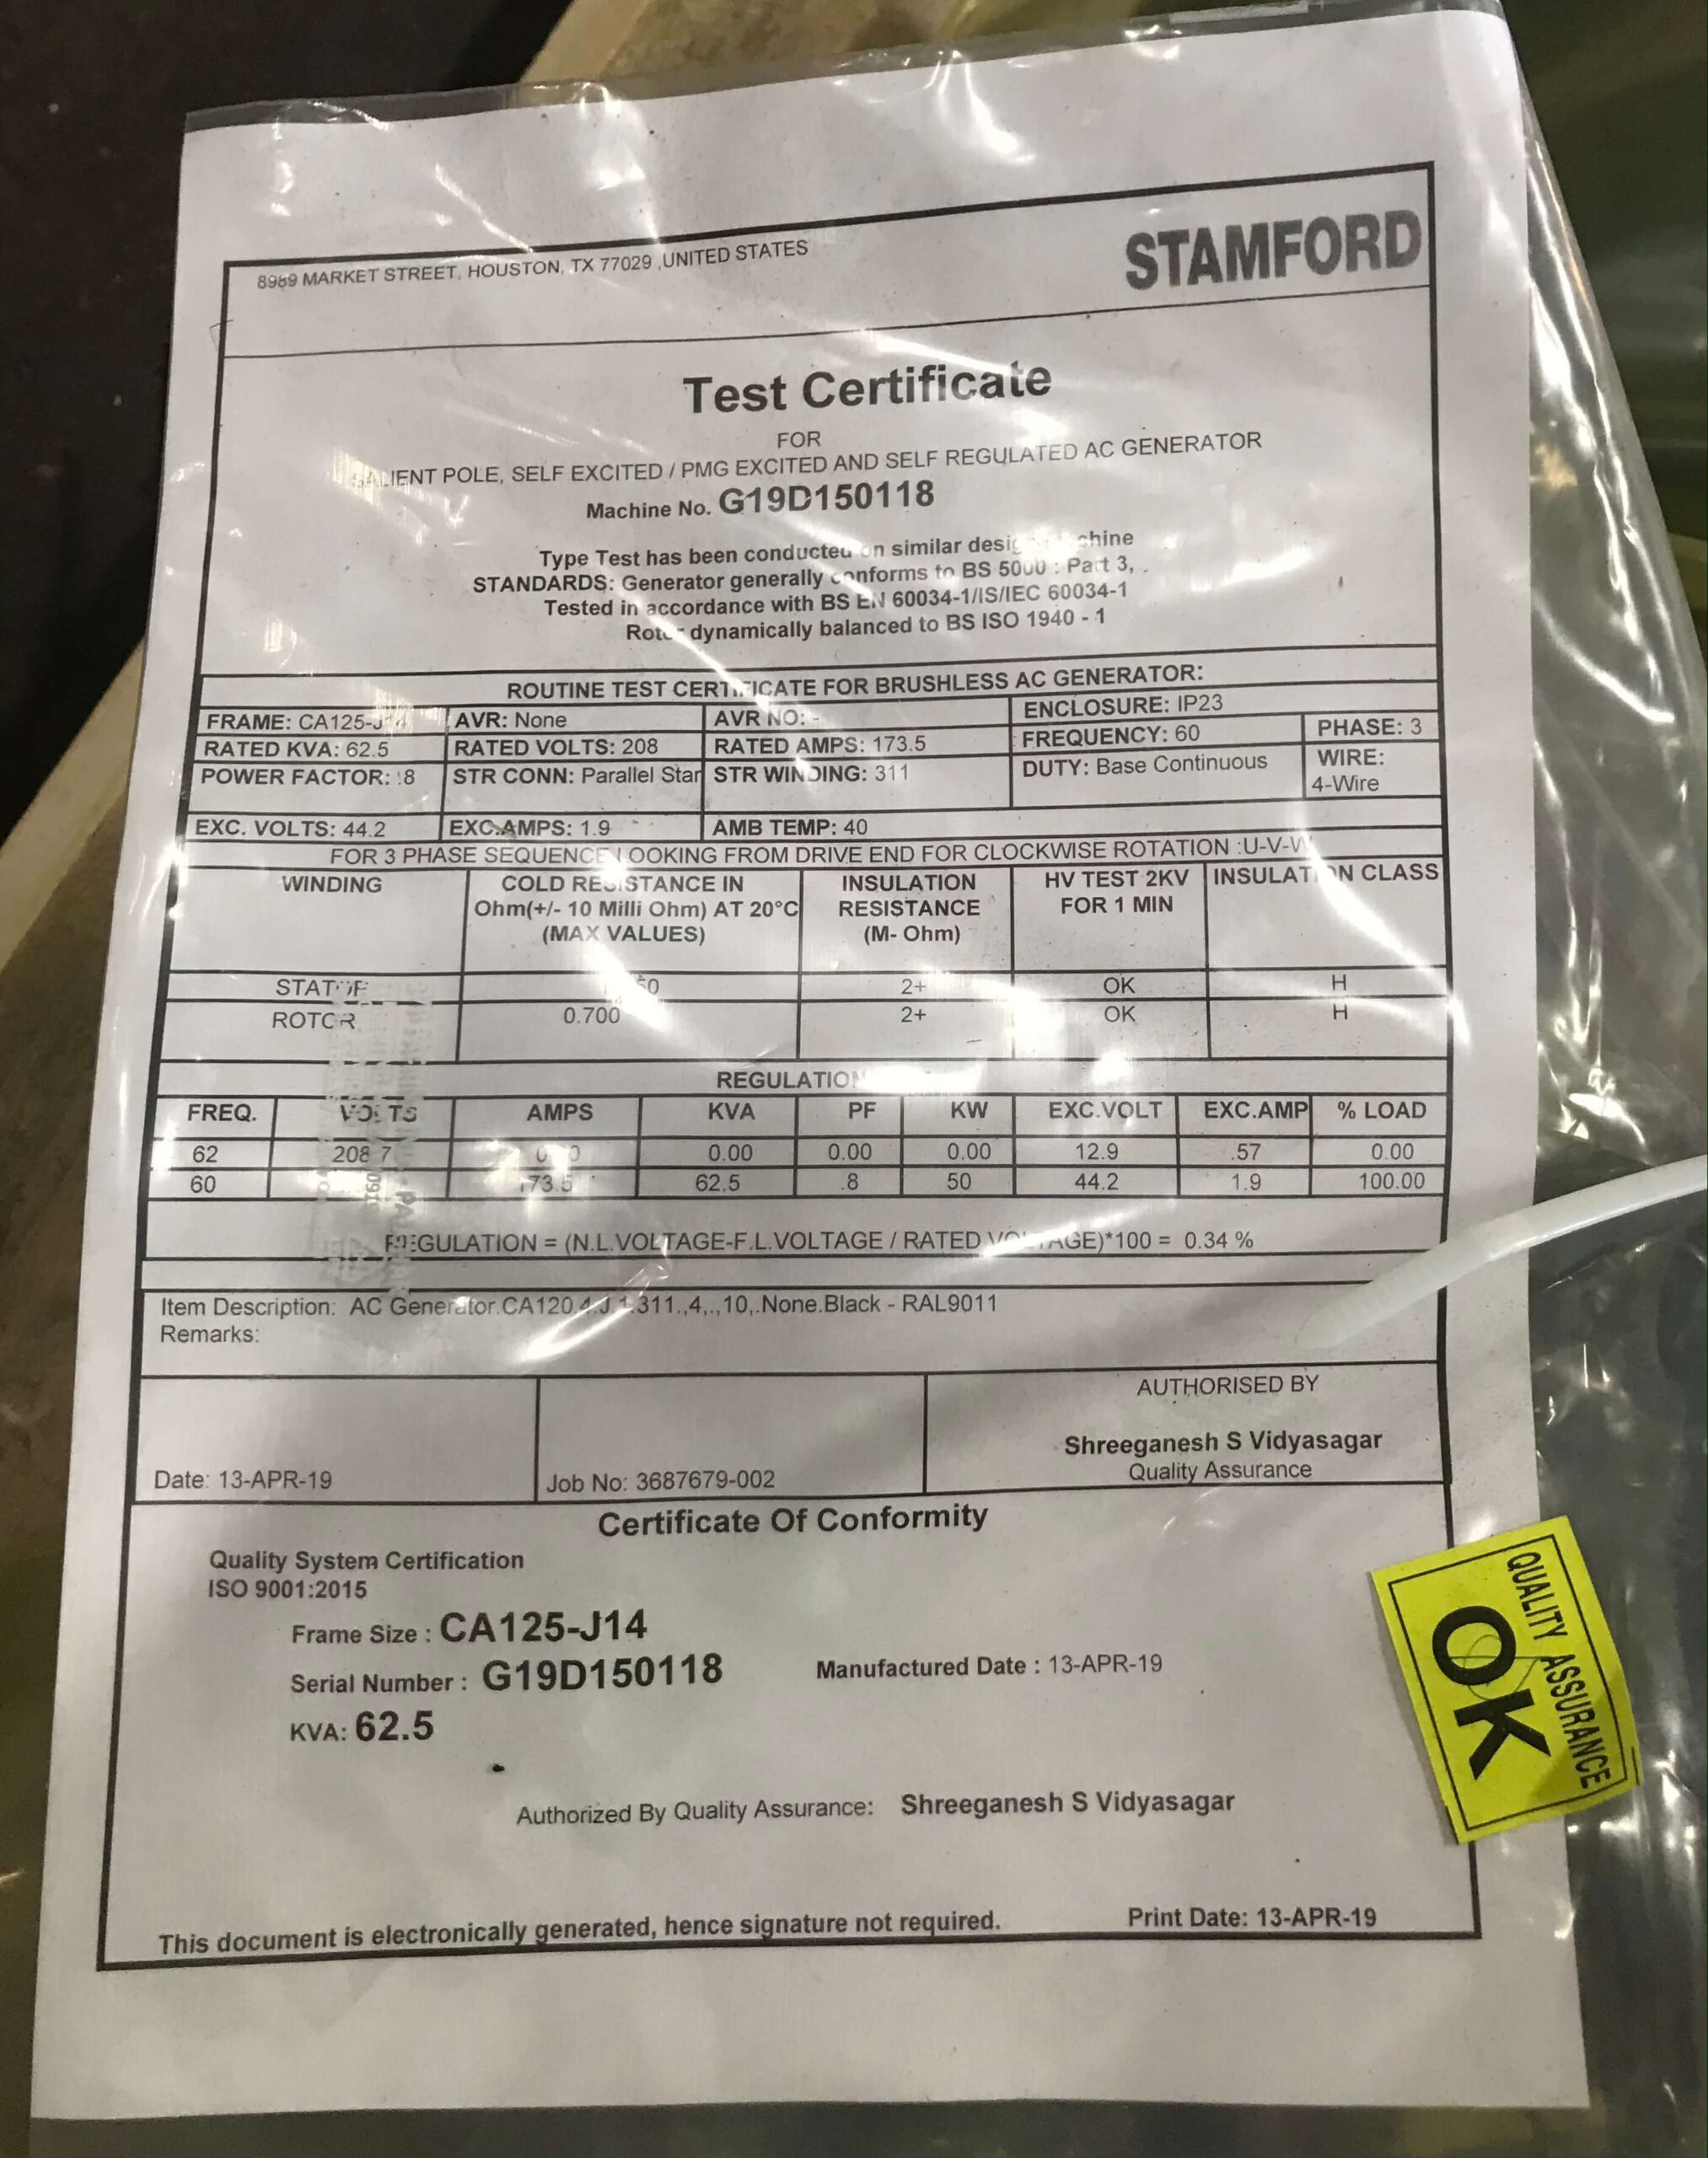 8989 MARKET STREET, HOUSTON, TX 77029 ,UNITED STATES
STAMFORD
Test Certificate
FOR
SALIENT POLE, SELF EXCITED / PMG EXCITED AND SELF REGULATED AC GENERATOR
Machine No. G19D150118
Type Test has been conducted on similar design machine
STANDARDS: Generator generally conforms to BS 5000 : Part 3, .
Tested in accordance with BS EN 60034-1/IS/IEC 60034-1
Rotor dynamically balanced to BS ISO 1940 - 1
ROUTINE TEST CERTIFICATE FOR BRUSHLESS AC GENERATOR:
FRAME: CA125-J14 AVR: None AVR NO: - ENCLOSURE: IP23
RATED KVA: 62.5 RATED VOLTS: 208 RATED AMPS: 173.5 FREQUENCY: 60 PHASE: 3
POWER FACTOR: .8 STR CONN: Parallel Star STR WINDING: 311 DUTY: Base Continuous WIRE:
4-Wire
EXC. VOLTS: 44.2 EXC.AMPS: 1.9 AMB TEMP: 40
FOR 3 PHASE SEQUENCE LOOKING FROM DRIVE END FOR CLOCKWISE ROTATION :U-V-W
WINDING COLD RESISTANCE IN INSULATION HV TEST 2KV INSULATION CLASS
Ohm(+/- 10 Milli Ohm) AT 20°C RESISTANCE FOR 1 MIN
(MAX VALUES) (M- Ohm)
STATOR 2+ OK H
ROTOR 0.700 2+ OK H
REGULATION
FREQ. VOLTS AMPS KVA PF KW EXC.VOLT EXC.AMP % LOAD
62 208.7 0.00 0.00 0.00 0.00 12.9 .57 0.00
60 173.5 62.5 .8 50 44.2 1.9 100.00
REGULATION = (N.L.VOLTAGE-F.L.VOLTAGE / RATED VOLTAGE)*100 = 0.34 %
Item Description: AC Generator.CA120.4.J.1.311.,4,.,10,.None.Black - RAL9011
Remarks:
AUTHORISED BY
Shreeganesh S Vidyasagar
Quality Assurance
Date: 13-APR-19 Job No: 3687679-002
Certificate Of Conformity
Quality System Certification
ISO 9001:2015
Frame Size : CA125-J14
Serial Number : G19D150118 Manufactured Date : 13-APR-19
KVA: 62.5
Authorized By Quality Assurance: Shreeganesh S Vidyasagar
This document is electronically generated, hence signature not required. Print Date: 13-APR-19
QUALITY ASSURANCE
OK